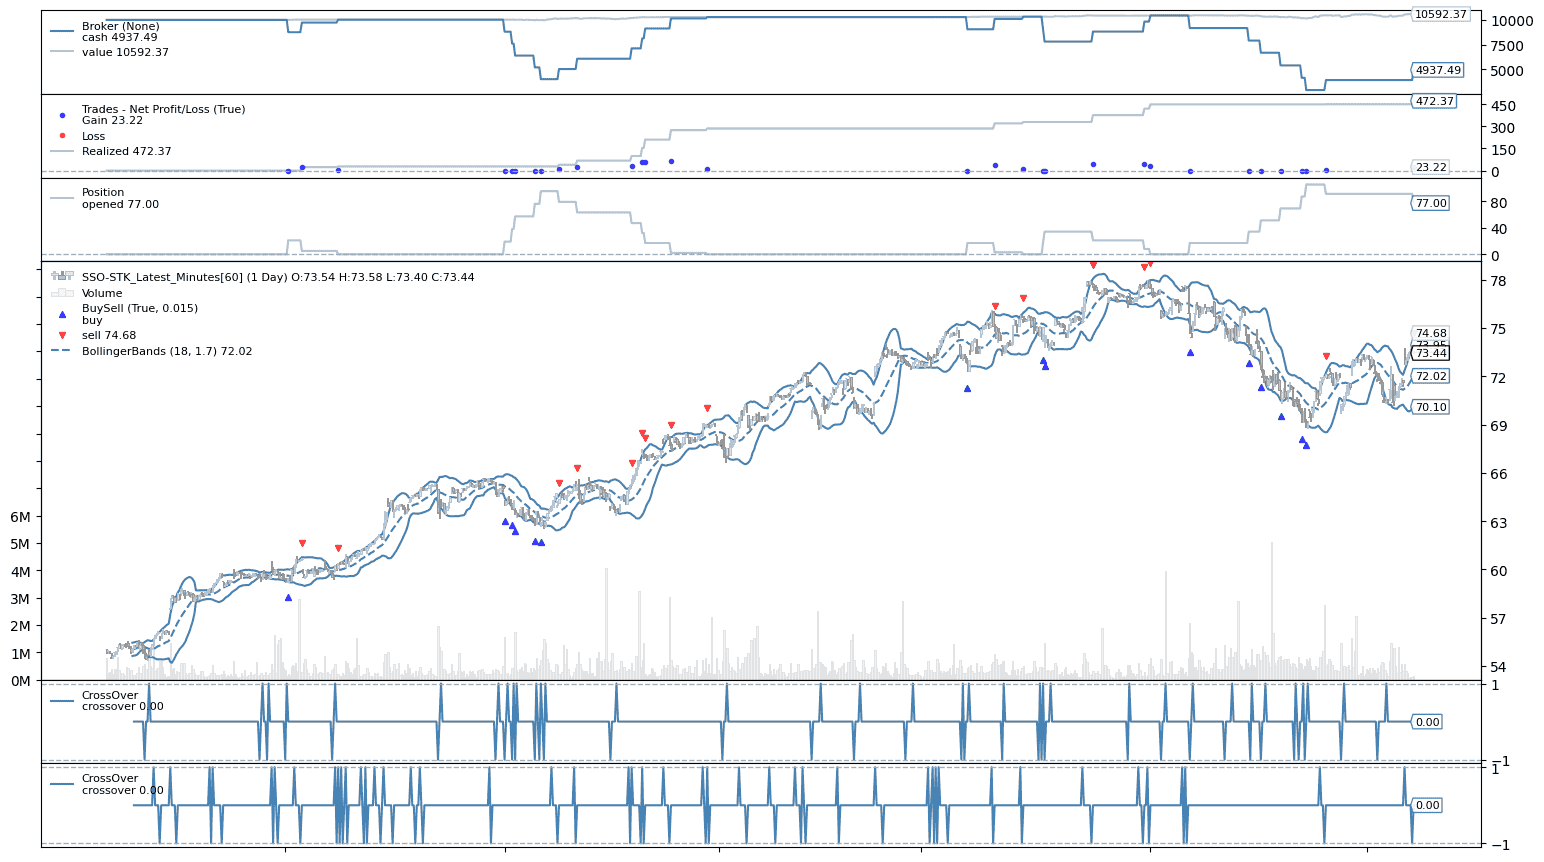 Broker (None)
cash 4937.49
value 10592.37
10592.37
10000
7500
5000
4937.49
Trades - Net Profit/Loss (True)
Gain 23.22
Loss
Realized 472.37
472.37
450
300
150
0
23.22
Position
opened 77.00
80
77.00
40
0
SSO-STK_Latest_Minutes[60] (1 Day) O:73.54 H:73.58 L:73.40 C:73.44
Volume
BuySell (True, 0.015)
buy
sell 74.68
BollingerBands (18, 1.7) 72.02
78
75
74.68
73.44
72
72.02
70.10
69
66
63
60
57
54
6M
5M
4M
3M
2M
1M
0M
CrossOver
crossover 0.00
1
0.00
−1
CrossOver
crossover 0.00
1
0.00
−1